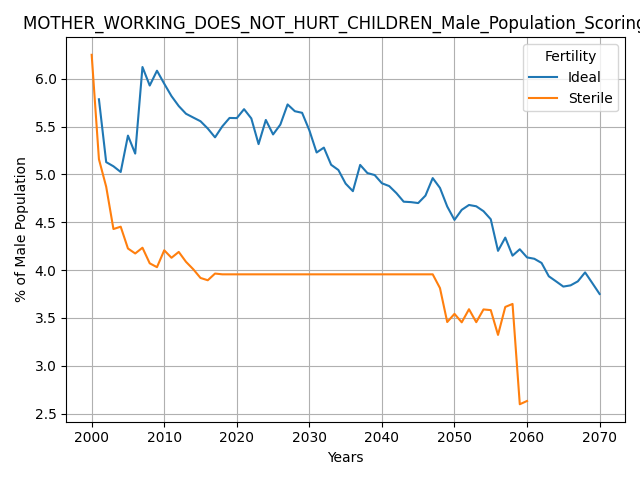 MOTHER_WORKING_DOES_NOT_HURT_CHILDREN_Male_Population_Scoring
Fertility
Ideal
Sterile
% of Male Population
6.0
5.5
5.0
4.5
4.0
3.5
3.0
2.5
2000 2010 2020 2030 2040 2050 2060 2070
Years